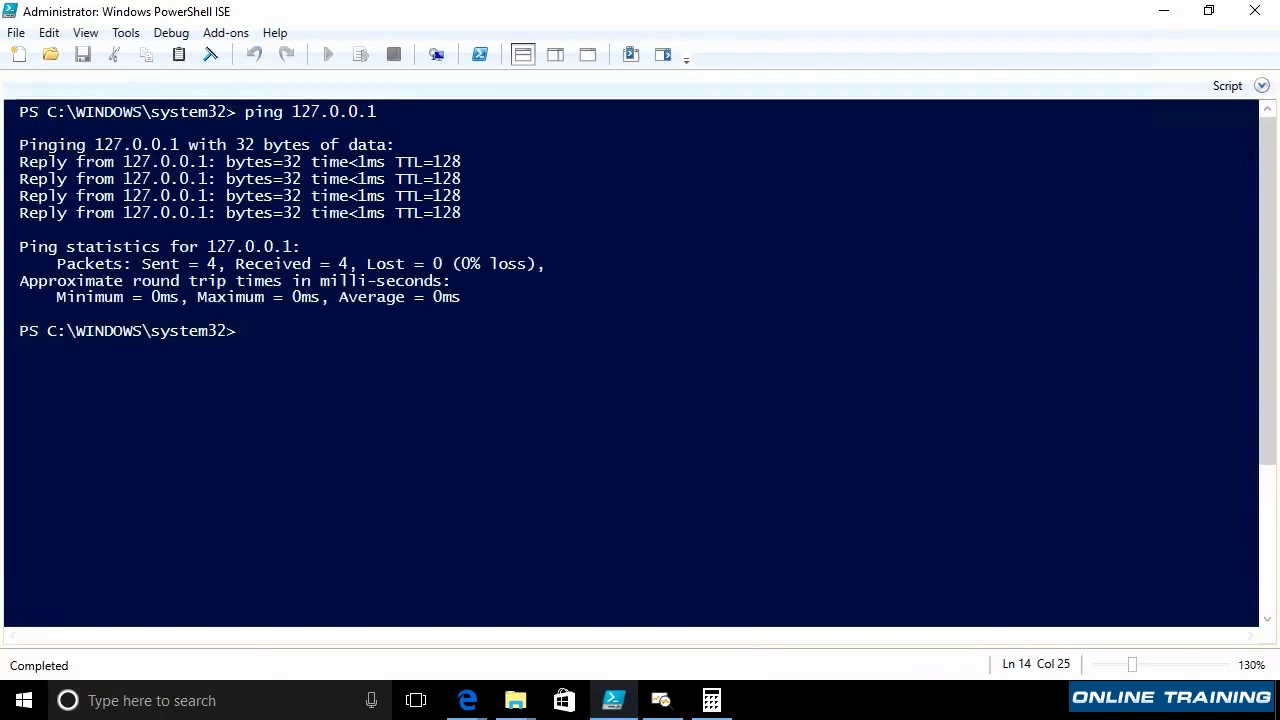 Administrator: Windows PowerShell ISE
File Edit View Tools Debug Add-ons Help
Script
PS C:\WINDOWS\system32> ping 127.0.0.1
Pinging 127.0.0.1 with 32 bytes of data:
Reply from 127.0.0.1: bytes=32 time<1ms TTL=128
Reply from 127.0.0.1: bytes=32 time<1ms TTL=128
Reply from 127.0.0.1: bytes=32 time<1ms TTL=128
Reply from 127.0.0.1: bytes=32 time<1ms TTL=128
Ping statistics for 127.0.0.1:
Packets: Sent = 4, Received = 4, Lost = 0 (0% loss),
Approximate round trip times in milli-seconds:
Minimum = 0ms, Maximum = 0ms, Average = 0ms
PS C:\WINDOWS\system32>
Completed
Ln 14 Col 25
130%
Type here to search
ONLINE TRAINING